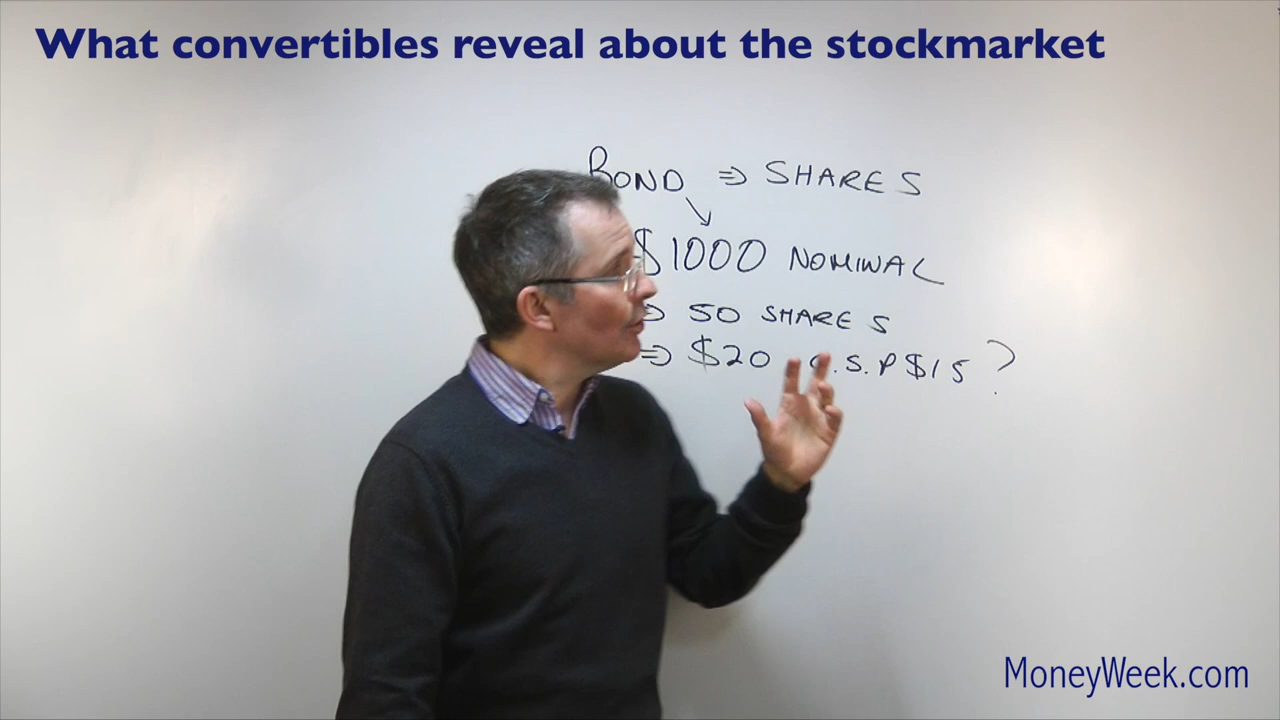 What convertibles reveal about the stockmarket
BOND ⇒ SHARES
$1000 NOMINAL
⇒ 50 SHARES
⇒ $20 .S.P $15 ?
MoneyWeek.com